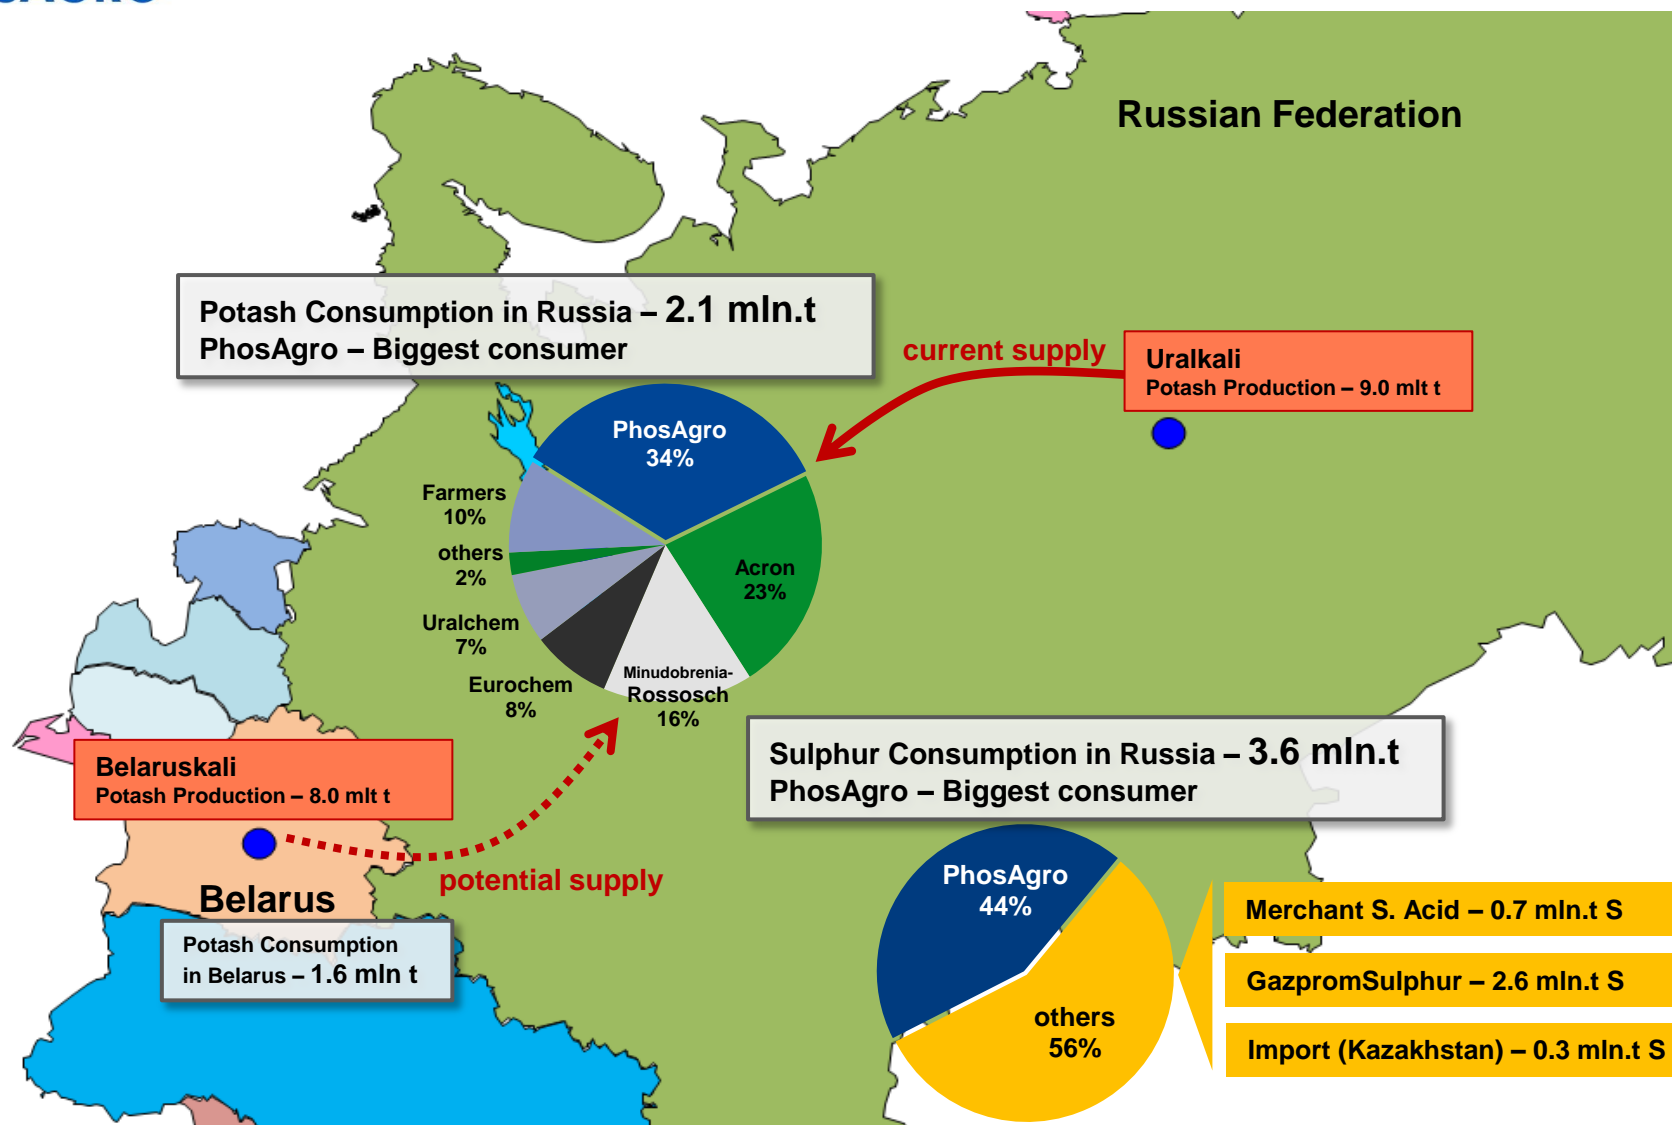 Russian Federation
Potash Consumption in Russia – 2.1 mln.t
PhosAgro – Biggest consumer
current supply
Uralkali
Potash Production – 9.0 mlt t
PhosAgro
34%
Farmers
10%
others
2%
Acron
23%
Uralchem
7%
Minudobrenia-
Rossosch
16%
Eurochem
8%
Belaruskali
Potash Production – 8.0 mlt t
Sulphur Consumption in Russia – 3.6 mln.t
PhosAgro – Biggest consumer
potential supply
Belarus
Potash Consumption
in Belarus – 1.6 mln t
PhosAgro
44%
others
56%
Merchant S. Acid – 0.7 mln.t S
GazpromSulphur – 2.6 mln.t S
Import (Kazakhstan) – 0.3 mln.t S